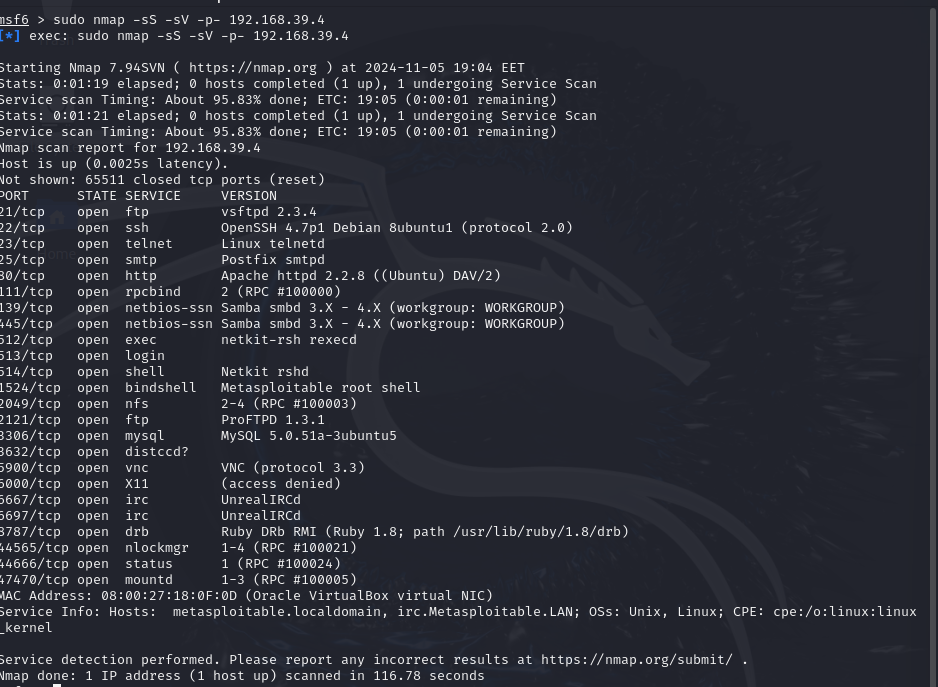 msf6 > sudo nmap -sS -sV -p- 192.168.39.4
[*] exec: sudo nmap -sS -sV -p- 192.168.39.4
Starting Nmap 7.94SVN ( https://nmap.org ) at 2024-11-05 19:04 EET
Stats: 0:01:19 elapsed; 0 hosts completed (1 up), 1 undergoing Service Scan
Service scan Timing: About 95.83% done; ETC: 19:05 (0:00:01 remaining)
Stats: 0:01:21 elapsed; 0 hosts completed (1 up), 1 undergoing Service Scan
Service scan Timing: About 95.83% done; ETC: 19:05 (0:00:01 remaining)
Nmap scan report for 192.168.39.4
Host is up (0.0025s latency).
Not shown: 65511 closed tcp ports (reset)
PORT STATE SERVICE VERSION
21/tcp open ftp vsftpd 2.3.4
22/tcp open ssh OpenSSH 4.7p1 Debian 8ubuntu1 (protocol 2.0)
23/tcp open telnet Linux telnetd
25/tcp open smtp Postfix smtpd
80/tcp open http Apache httpd 2.2.8 ((Ubuntu) DAV/2)
111/tcp open rpcbind 2 (RPC #100000)
139/tcp open netbios-ssn Samba smbd 3.X - 4.X (workgroup: WORKGROUP)
445/tcp open netbios-ssn Samba smbd 3.X - 4.X (workgroup: WORKGROUP)
512/tcp open exec netkit-rsh rexecd
513/tcp open login
514/tcp open shell Netkit rshd
1524/tcp open bindshell Metasploitable root shell
2049/tcp open nfs 2-4 (RPC #100003)
2121/tcp open ftp ProFTPD 1.3.1
3306/tcp open mysql MySQL 5.0.51a-3ubuntu5
3632/tcp open distccd?
5900/tcp open vnc VNC (protocol 3.3)
6000/tcp open X11 (access denied)
6667/tcp open irc UnrealIRCd
6697/tcp open irc UnrealIRCd
8787/tcp open drb Ruby DRb RMI (Ruby 1.8; path /usr/lib/ruby/1.8/drb)
44565/tcp open nlockmgr 1-4 (RPC #100021)
44666/tcp open status 1 (RPC #100024)
47470/tcp open mountd 1-3 (RPC #100005)
MAC Address: 08:00:27:18:0F:0D (Oracle VirtualBox virtual NIC)
Service Info: Hosts:  metasploitable.localdomain, irc.Metasploitable.LAN; OSs: Unix, Linux; CPE: cpe:/o:linux:linux
_kernel
Service detection performed. Please report any incorrect results at https://nmap.org/submit/ .
Nmap done: 1 IP address (1 host up) scanned in 116.78 seconds